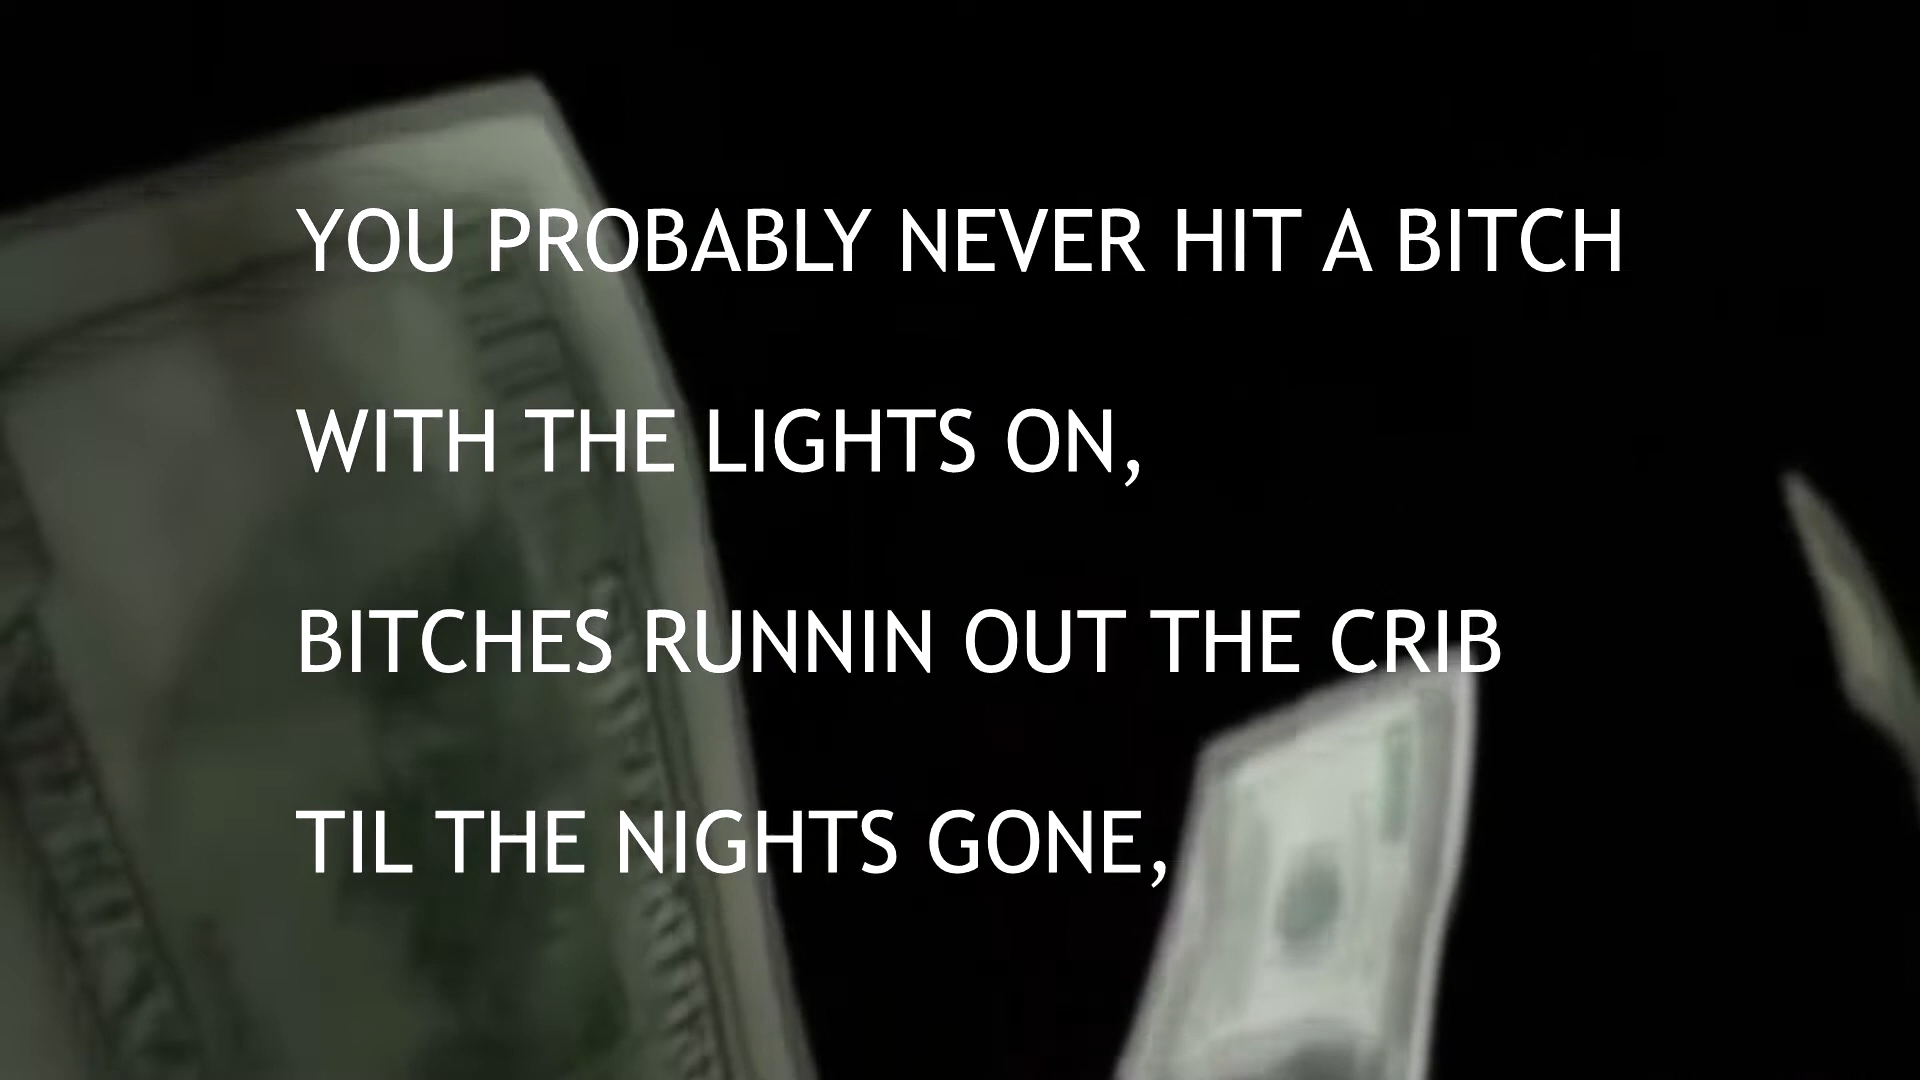 YOU PROBABLY NEVER HIT A BITCH
WITH THE LIGHTS ON,
BITCHES RUNNIN OUT THE CRIB
TIL THE NIGHTS GONE,